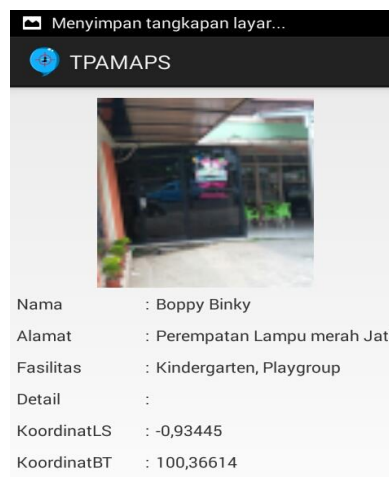 Menyimpan tangkapan layar...
TPAMAPS
Nama : Boppy Binky
Alamat : Perempatan Lampu merah Jat
Fasilitas : Kindergarten, Playgroup
Detail :
KoordinatLS : -0,93445
KoordinatBT : 100,36614